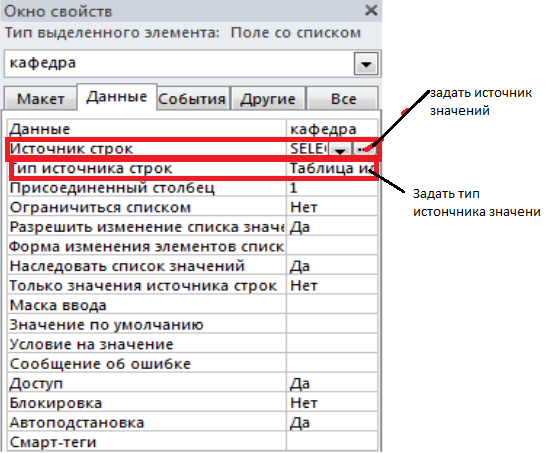 Окно свойств
Тип выделенного элемента: Поле со списком
кафедра
Макет Данные События Другие Все
Данные кафедра
Источник строк SELEC
Тип источника строк Таблица ил
Присоединенный столбец 1
Ограничиться списком Нет
Разрешить изменение списка значе Да
Форма изменения элементов списк
Наследовать список значений Да
Только значения источника строк Нет
Маска ввода
Значение по умолчанию
Условие на значение
Сообщение об ошибке
Доступ Да
Блокировка Нет
Автоподстановка Да
Смарт-теги
задать источник
значений
Задать тип
истончника значени